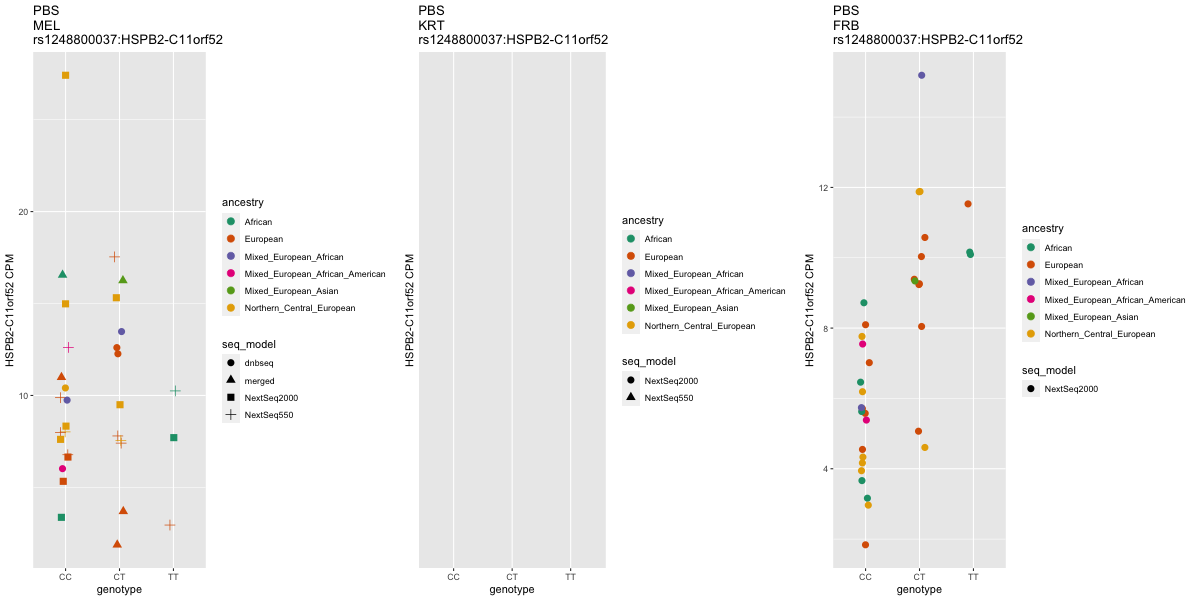 PBS
MEL
rs1248800037:HSPB2-C11orf52
HSPB2-C11orf52 CPM
20
10
CC
CT
TT
genotype
ancestry
African
European
Mixed_European_African
Mixed_European_African_American
Mixed_European_Asian
Northern_Central_European
seq_model
dnbseq
merged
NextSeq2000
NextSeq550
PBS
KRT
rs1248800037:HSPB2-C11orf52
HSPB2-C11orf52 CPM
CC
CT
TT
genotype
ancestry
African
European
Mixed_European_African
Mixed_European_African_American
Mixed_European_Asian
Northern_Central_European
seq_model
NextSeq2000
NextSeq550
PBS
FRB
rs1248800037:HSPB2-C11orf52
HSPB2-C11orf52 CPM
12
8
4
CC
CT
TT
genotype
ancestry
African
European
Mixed_European_African
Mixed_European_African_American
Mixed_European_Asian
Northern_Central_European
seq_model
NextSeq2000